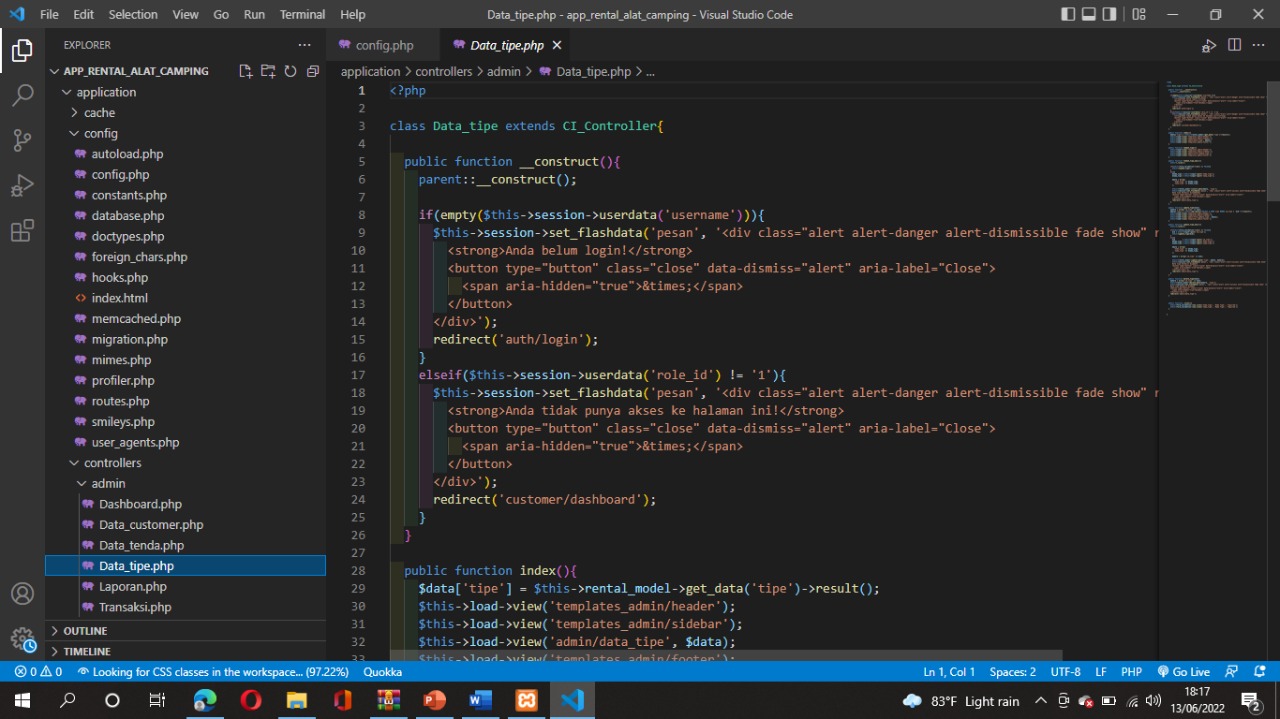 File Edit Selection View Go Run Terminal Help
Data_tipe.php - app_rental_alat_camping - Visual Studio Code
EXPLORER
APP_RENTAL_ALAT_CAMPING
application
cache
config
autoload.php
config.php
constants.php
database.php
doctypes.php
foreign_chars.php
hooks.php
index.html
memcached.php
migration.php
mimes.php
profiler.php
routes.php
smileys.php
user_agents.php
controllers
admin
Dashboard.php
Data_customer.php
Data_tenda.php
Data_tipe.php
Laporan.php
Transaksi.php
OUTLINE
TIMELINE
config.php Data_tipe.php
application > controllers > admin > Data_tipe.php > ...
1 <?php
2
3 class Data_tipe extends CI_Controller{
4
5 public function __construct(){
6 parent::__construct();
7
8 if(empty($this->session->userdata('username'))){
9 $this->session->set_flashdata('pesan', '<div class="alert alert-danger alert-dismissible fade show" r
10 <strong>Anda belum login!</strong>
11 <button type="button" class="close" data-dismiss="alert" aria-label="Close">
12 <span aria-hidden="true">&times;</span>
13 </button>
14 </div>');
15 redirect('auth/login');
16 }
17 elseif($this->session->userdata('role_id') != '1'){
18 $this->session->set_flashdata('pesan', '<div class="alert alert-danger alert-dismissible fade show" r
19 <strong>Anda tidak punya akses ke halaman ini!</strong>
20 <button type="button" class="close" data-dismiss="alert" aria-label="Close">
21 <span aria-hidden="true">&times;</span>
22 </button>
23 </div>');
24 redirect('customer/dashboard');
25 }
26 }
27
28 public function index(){
29 $data['tipe'] = $this->rental_model->get_data('tipe')->result();
30 $this->load->view('templates_admin/header');
31 $this->load->view('templates_admin/sidebar');
32 $this->load->view('admin/data_tipe', $data);
33 $this->load->view('templates_admin/footer');
0 0 Looking for CSS classes in the workspace... (97.22%) Quokka
Ln 1, Col 1 Spaces: 2 UTF-8 LF PHP Go Live
83°F Light rain
18:17
13/06/2022
2